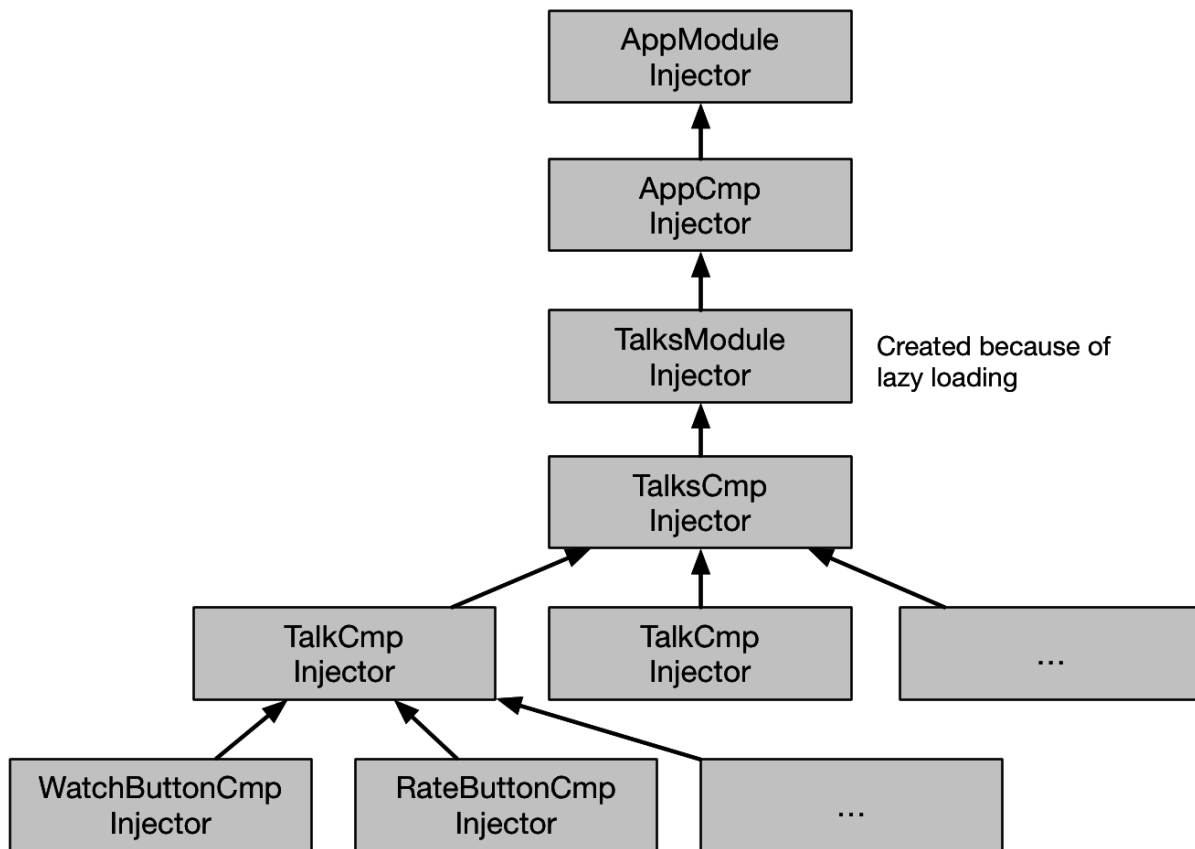 AppModule
Injector
AppCmp
Injector
TalksModule
Injector
Created because of
lazy loading
TalksCmp
Injector
TalkCmp
Injector
TalkCmp
Injector
...
WatchButtonCmp
Injector
RateButtonCmp
Injector
...